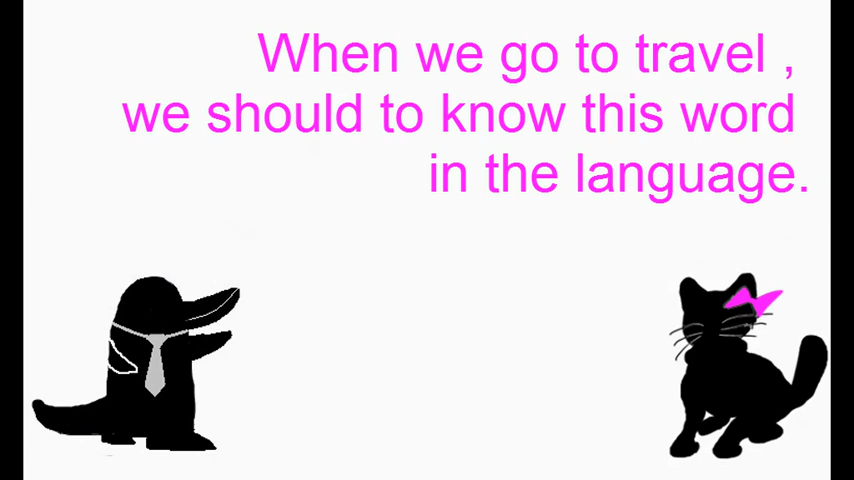 When we go to travel ,
we should to know this word
in the language.